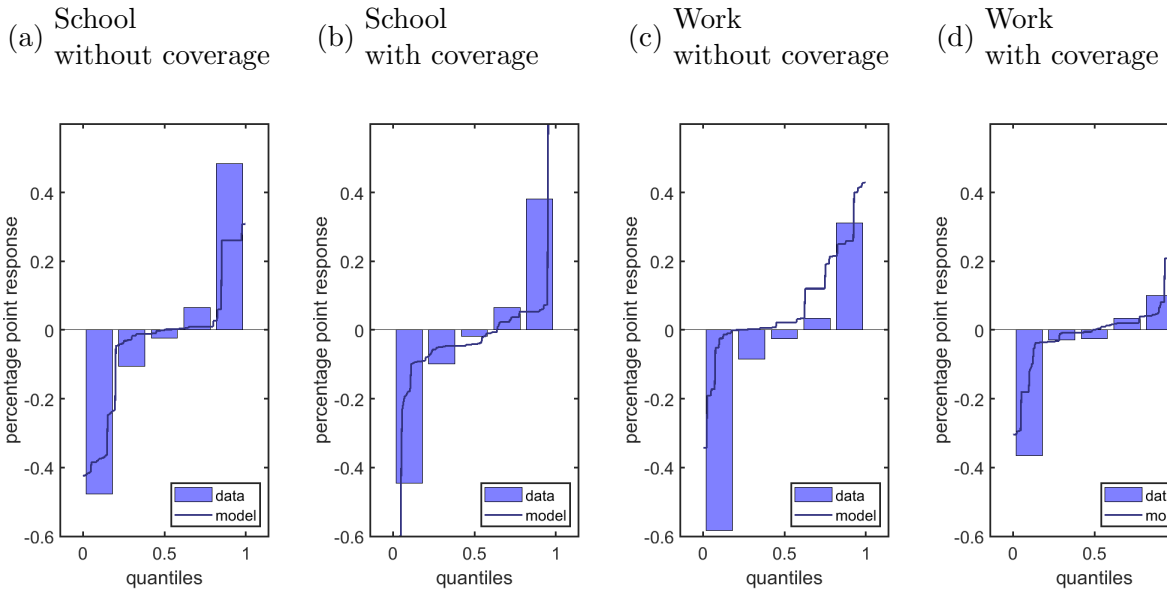 (a) School
without coverage
(b) School
with coverage
(c) Work
without coverage
(d) Work
with coverage
percentage point response
0.4
0.2
0
-0.2
-0.4
-0.6
0 0.5 1
quantiles
data
model
percentage point response
0.4
0.2
0
-0.2
-0.4
-0.6
0 0.5 1
quantiles
data
model
percentage point response
0.4
0.2
0
-0.2
-0.4
-0.6
0 0.5 1
quantiles
data
model
percentage point response
0.4
0.2
0
-0.2
-0.4
-0.6
0 0.5
quantiles